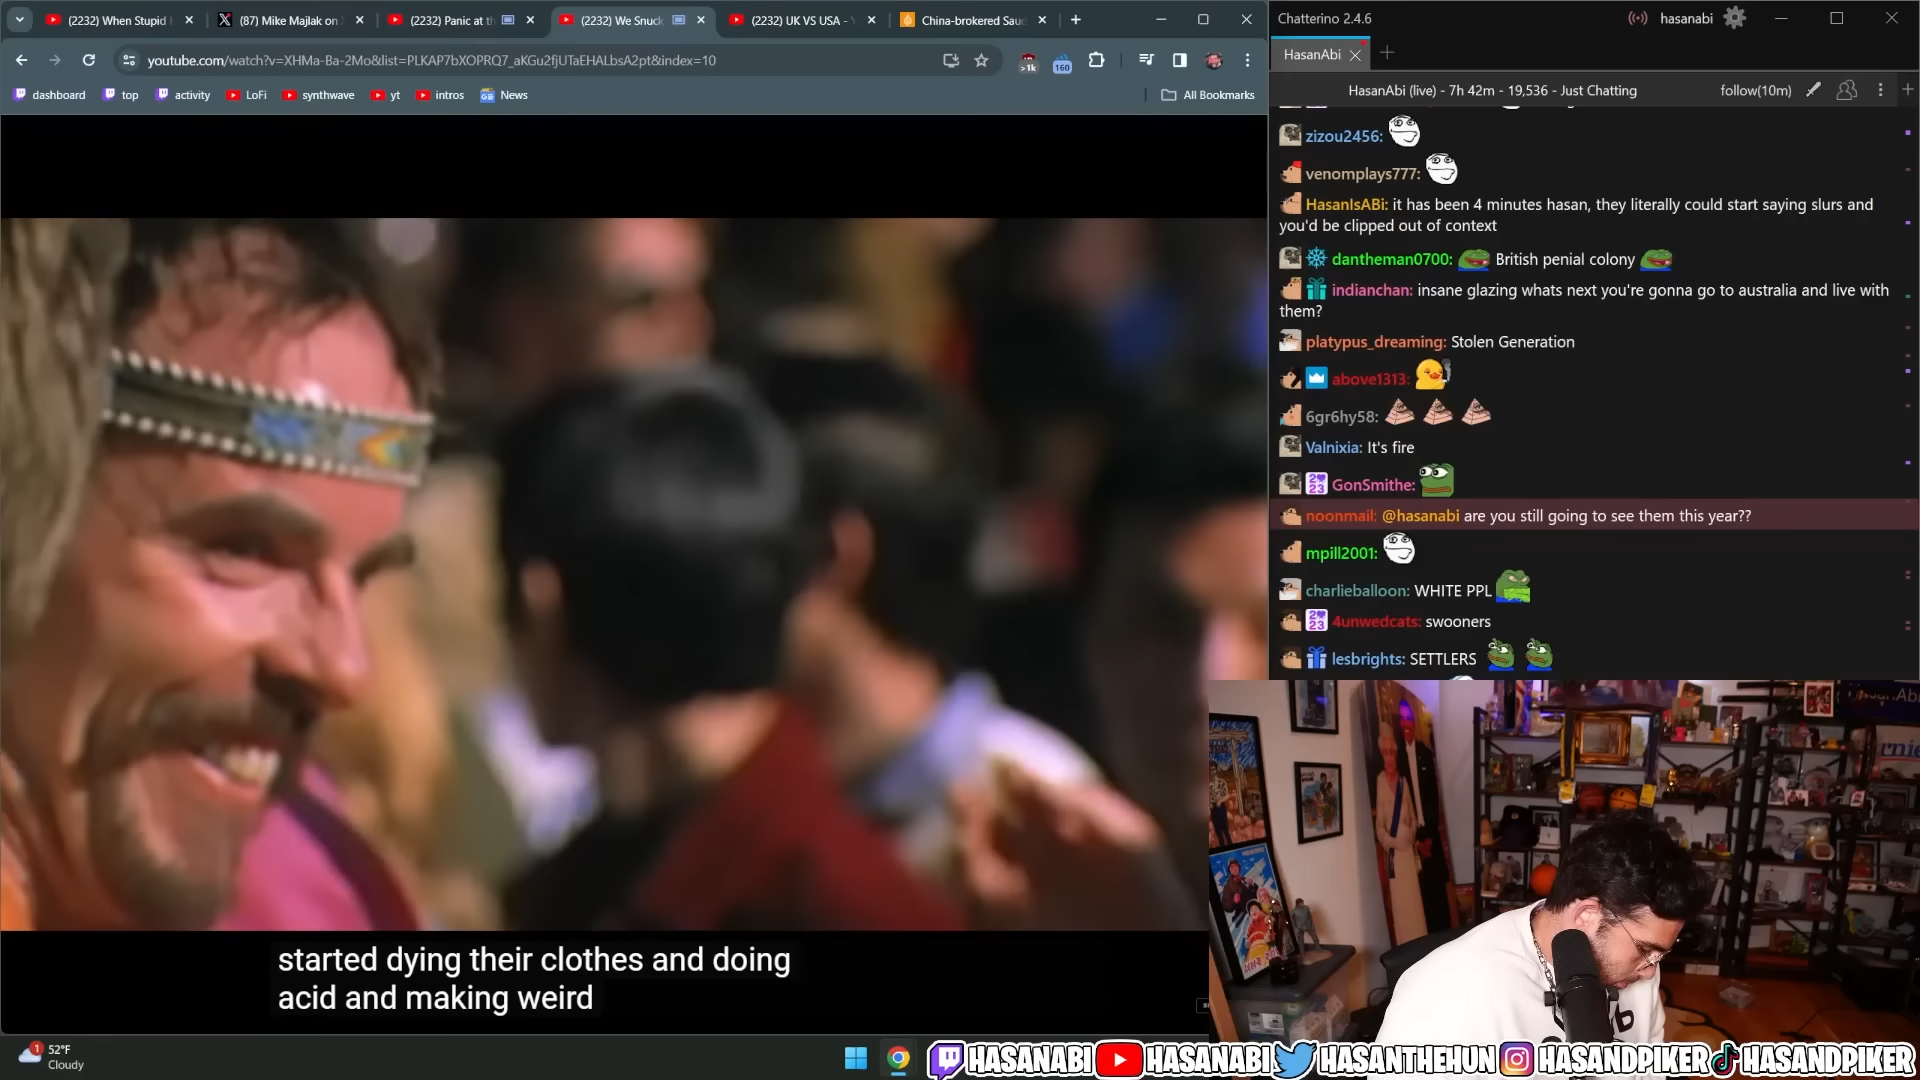 (2232) When Stupid
(87) Mike Majlak on
(2232) Panic at th
(2232) We Snuck
(2232) UK VS USA -
China-brokered Sau
youtube.com/watch?v=XHMa-Ba-2Mo&list=PLKAP7bXOPRQ7_aKGu2fjUTaEHALbsA2pt&index=10
>1k
160
dashboard
top
activity
LoFi
synthwave
yt
intros
News
All Bookmarks
started dying their clothes and doing
acid and making weird
1
52°F
Cloudy
Chatterino 2.4.6
hasanabi
HasanAbi
HasanAbi (live) - 7h 42m - 19,536 - Just Chatting
follow(10m)
zizou2456:
venomplays777:
HasanIsABi: it has been 4 minutes hasan, they literally could start saying slurs and
you'd be clipped out of context
dantheman0700: British penial colony
indianchan: insane glazing whats next you're gonna go to australia and live with
them?
platypus_dreaming: Stolen Generation
above1313:
6gr6hy58:
Valnixia: It's fire
GonSmithe:
noonmail: @hasanabi are you still going to see them this year??
mpill2001:
charlieballoon: WHITE PPL
4unwedcats: swooners
lesbrights: SETTLERS
HASANABI HASANABI HASANTHEHUN HASANDPIKER HASANDPIKER